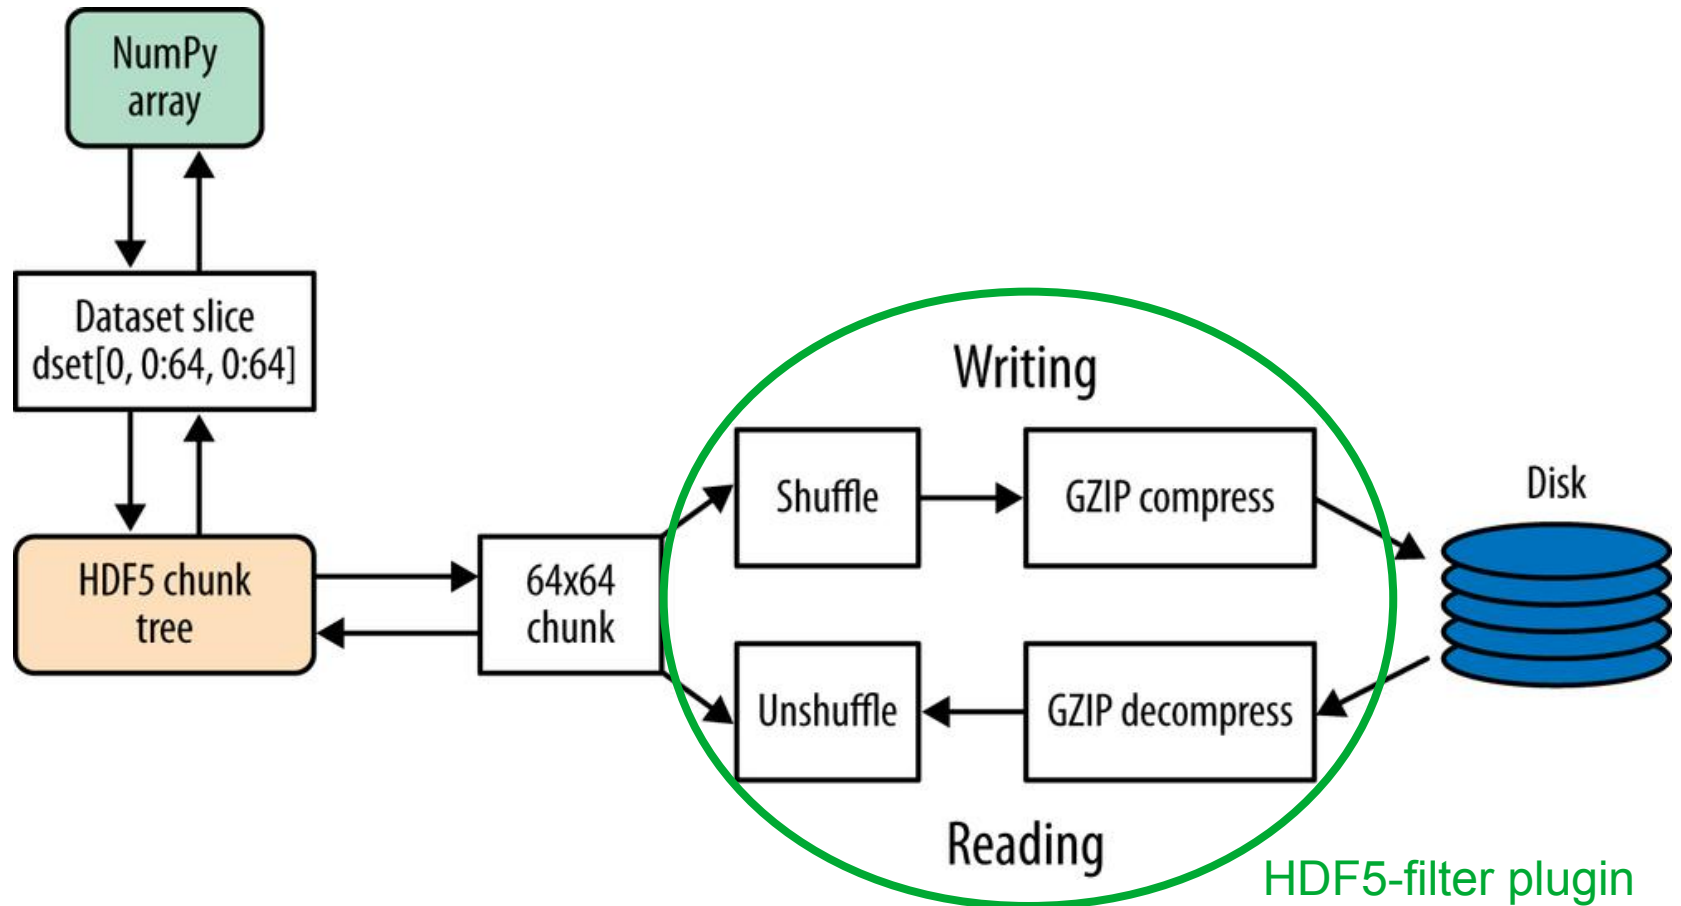 NumPy
array
Dataset slice
dset[0, 0:64, 0:64]
HDF5 chunk
tree
64x64
chunk
Writing
Shuffle
GZIP compress
Disk
Unshuffle
GZIP decompress
Reading
HDF5-filter plugin